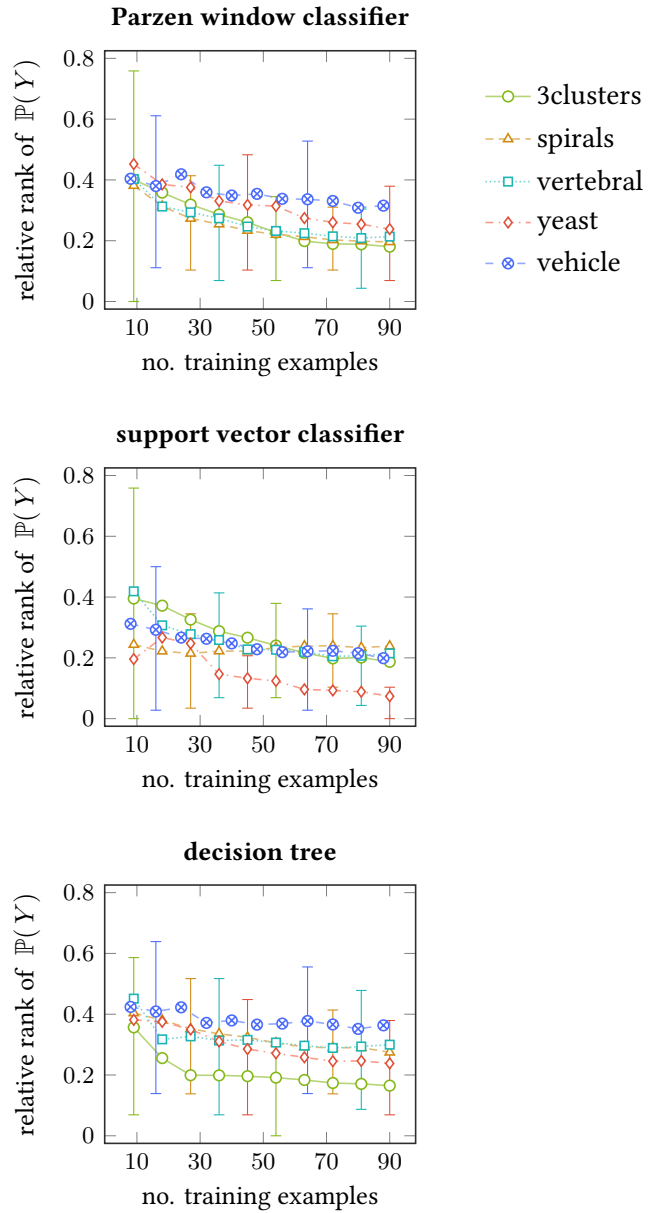 Parzen window classifier
relative rank of ℙ(Y)
0.8
0.6
0.4
0.2
0
10 30 50 70 90
no. training examples
3clusters
spirals
vertebral
yeast
vehicle
support vector classifier
relative rank of ℙ(Y)
0.8
0.6
0.4
0.2
0
10 30 50 70 90
no. training examples
decision tree
relative rank of ℙ(Y)
0.8
0.6
0.4
0.2
0
10 30 50 70 90
no. training examples